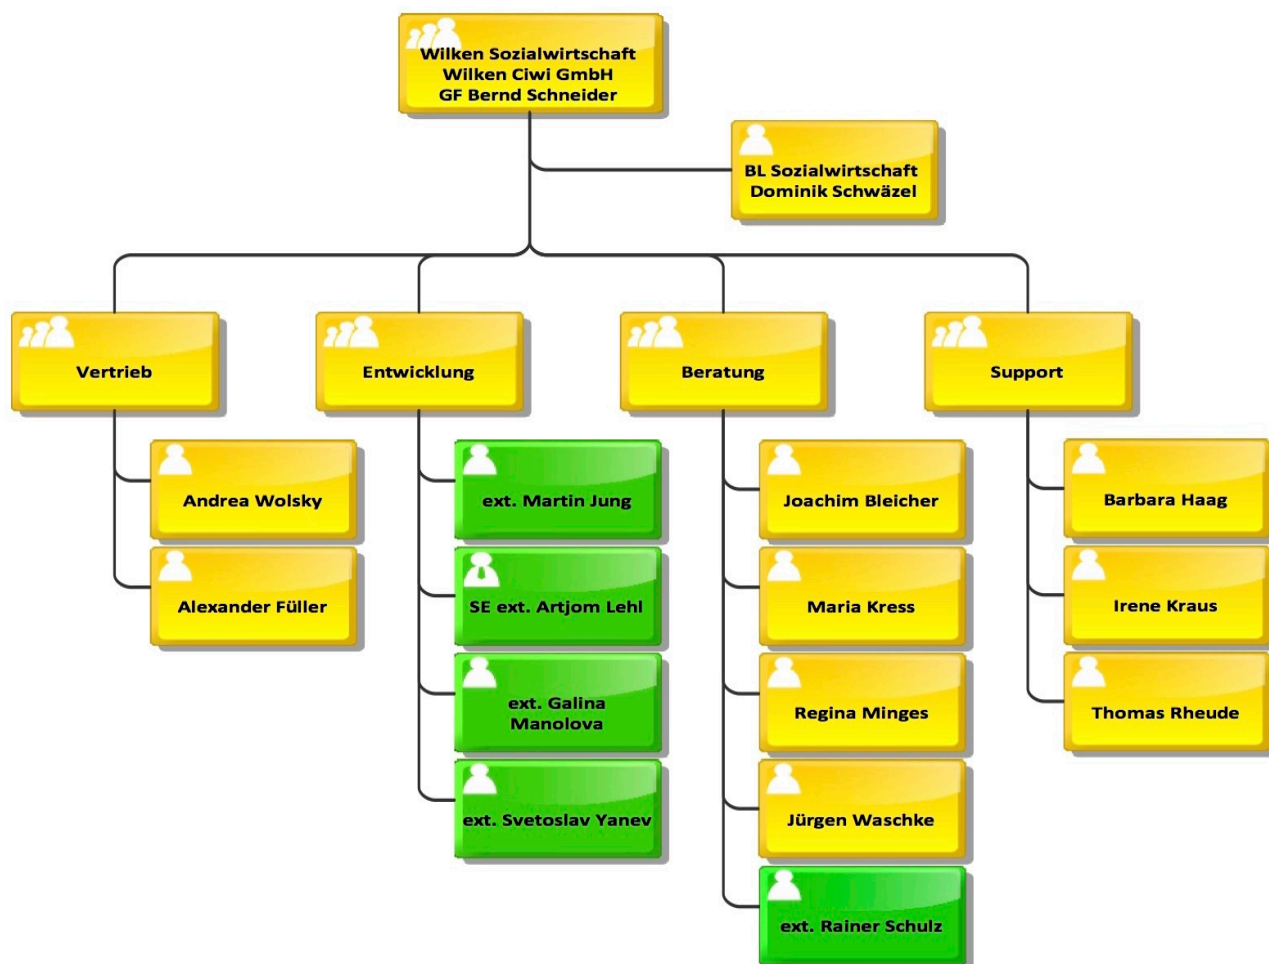 Wilken Sozialwirtschaft
Wilken Ciwi GmbH
GF Bernd Schneider
BL Sozialwirtschaft
Dominik Schwäzel
Vertrieb
Entwicklung
Beratung
Support
Andrea Wolsky
Alexander Füller
ext. Martin Jung
SE ext. Artjom Lehl
ext. Galina
Manolova
ext. Svetoslav Yanev
Joachim Bleicher
Maria Kress
Regina Minges
Jürgen Waschke
ext. Rainer Schulz
Barbara Haag
Irene Kraus
Thomas Rheude